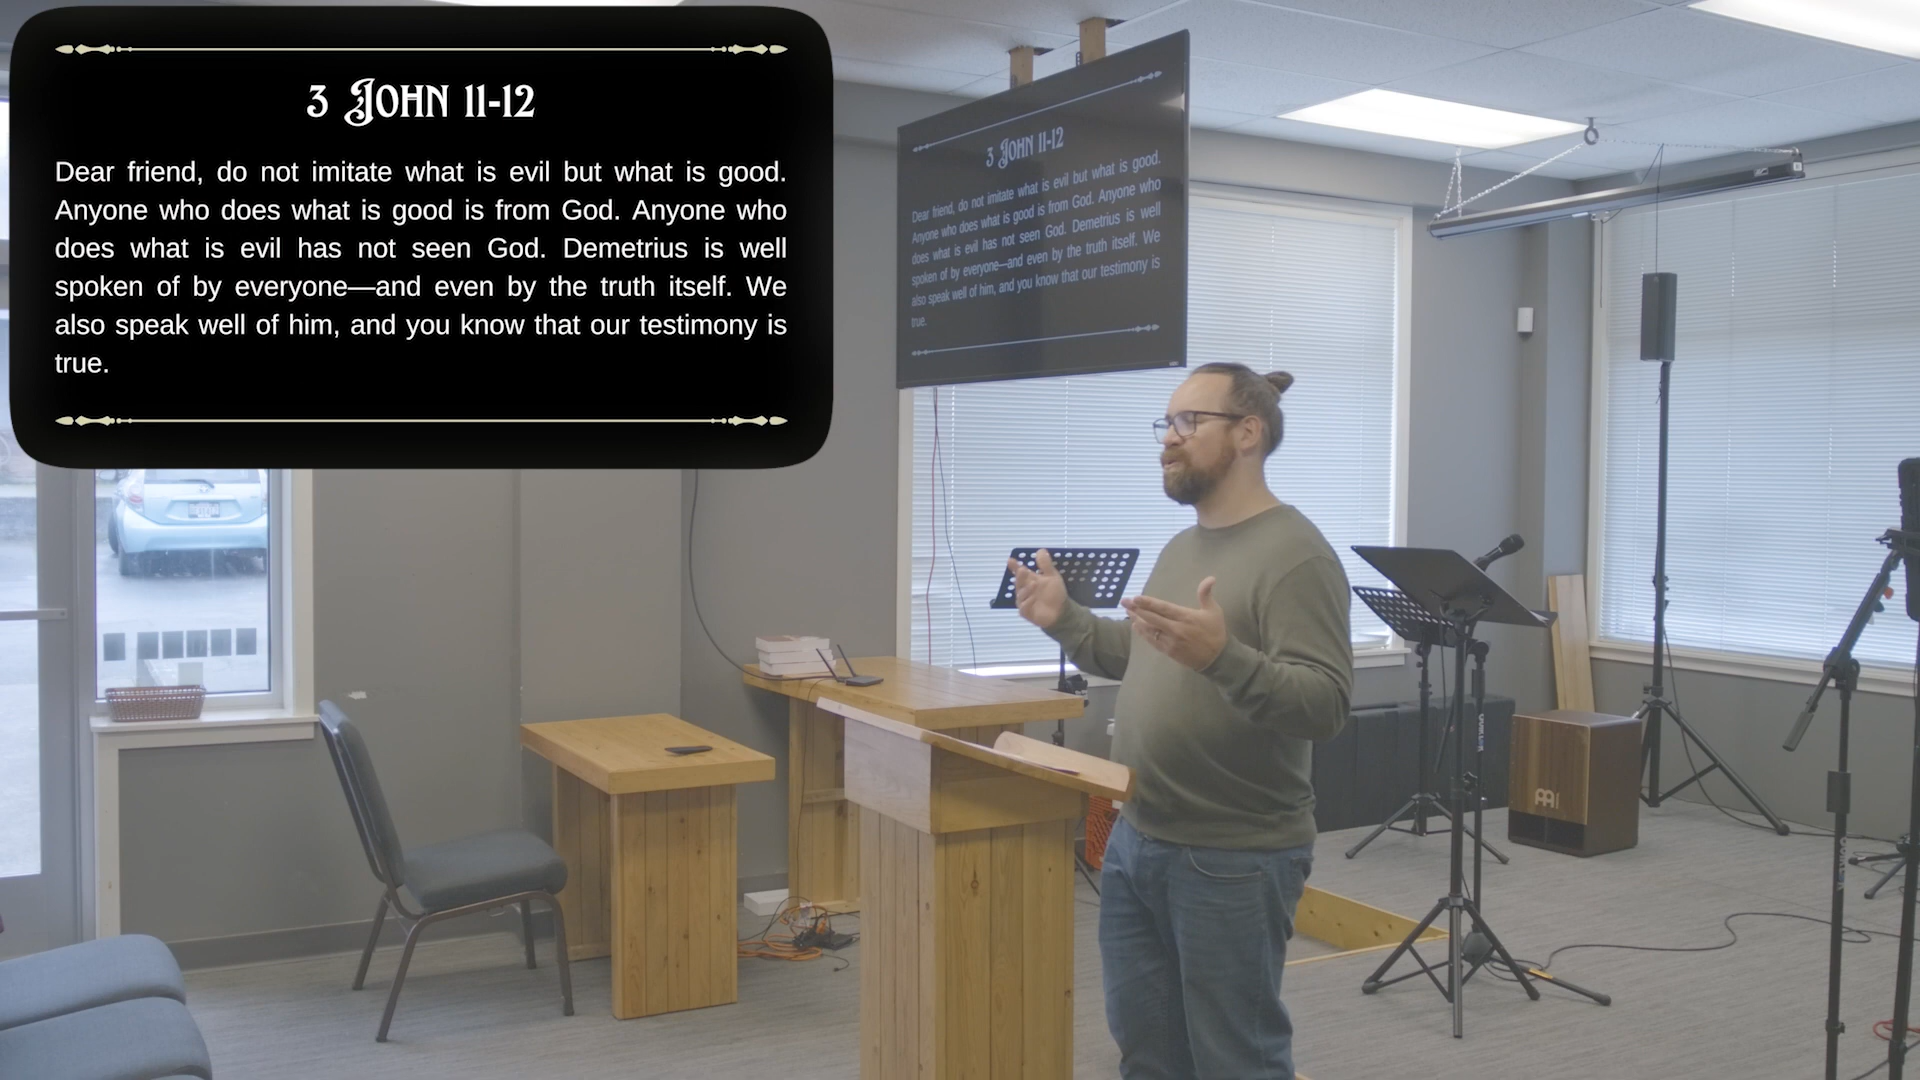 3 John 11-12
Dear friend, do not imitate what is evil but what is good.
Anyone who does what is good is from God. Anyone who
does what is evil has not seen God. Demetrius is well
spoken of by everyone—and even by the truth itself. We
also speak well of him, and you know that our testimony is
true.
3 John 11-12
Dear friend, do not imitate what is evil but what is good.
Anyone who does what is good is from God. Anyone who
does what is evil has not seen God. Demetrius is well
spoken of by everyone—and even by the truth itself. We
also speak well of him, and you know that our testimony is
true.